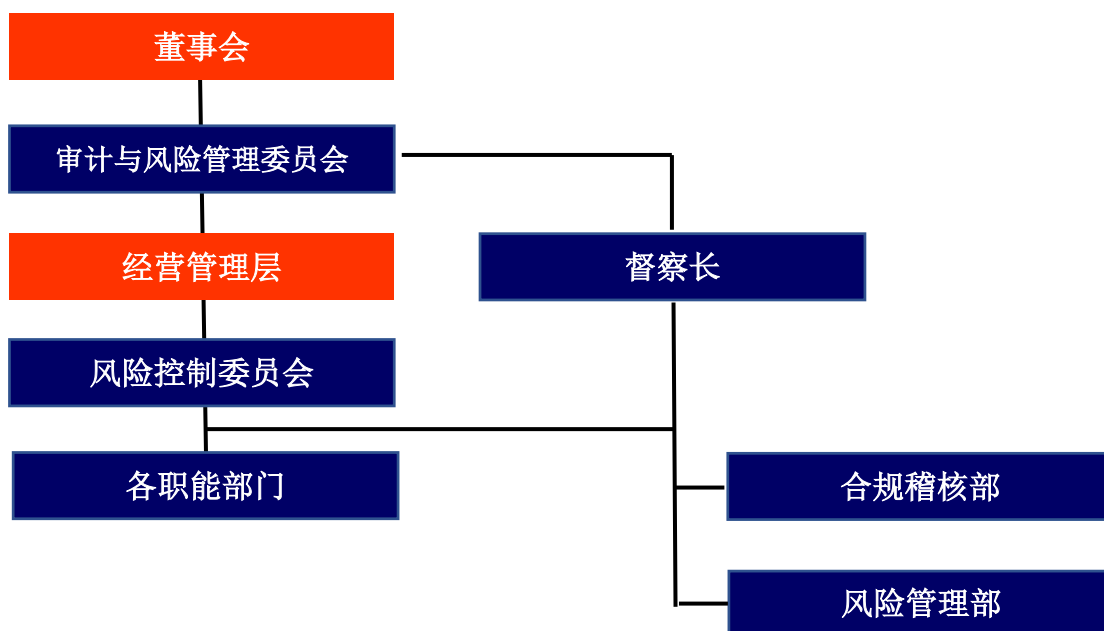 董事会
审计与风险管理委员会
经营管理层
督察长
风险控制委员会
各职能部门
合规稽核部
风险管理部